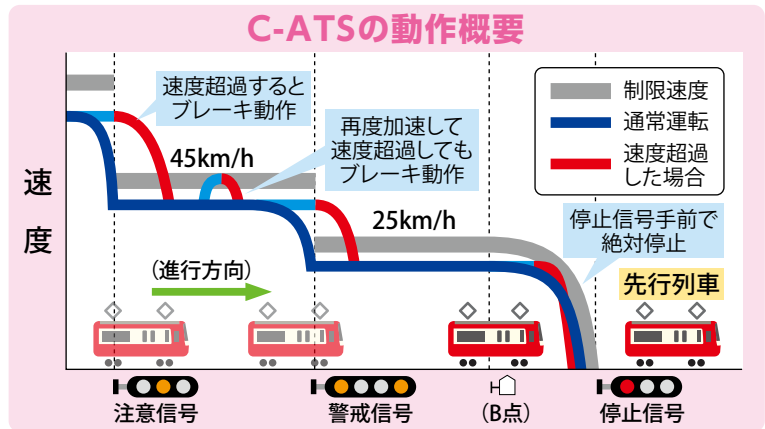 C-ATSの動作概要
速度超過すると
ブレーキ動作
再度加速して
速度超過しても
ブレーキ動作
制限速度
通常運転
速度超過
した場合
45km/h
25km/h
停止信号手前で
絶対停止
速度
(進行方向)
先行列車
注意信号
警戒信号
(B点)
停止信号